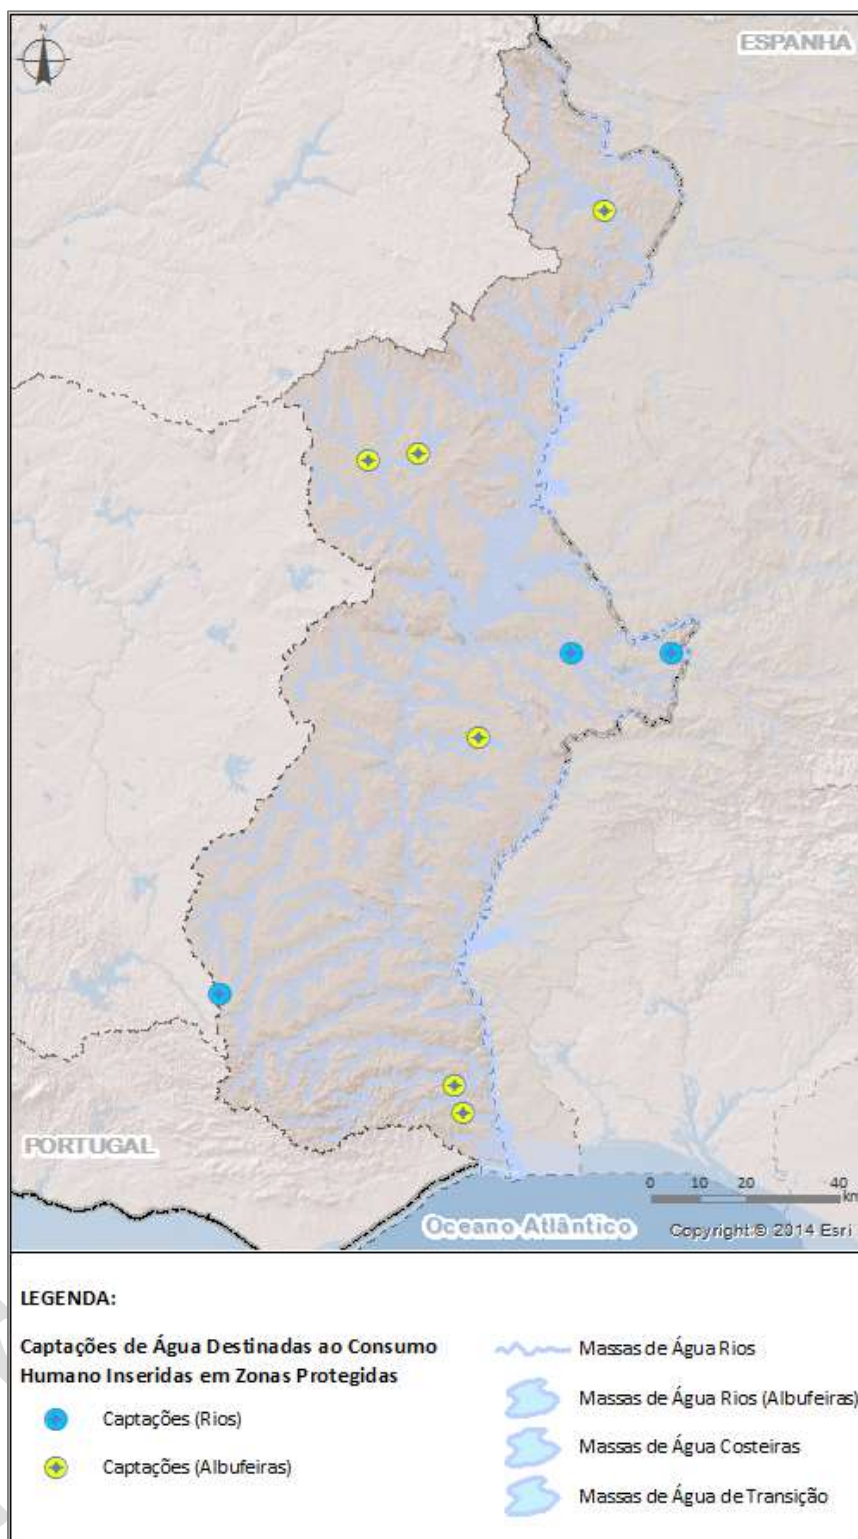 N
ESPANHA
PORTUGAL
0 10 20 40
km
Oceano Atlântico
Copyright:© 2014 Esri
LEGENDA:
Captações de Água Destinadas ao Consumo
Humano Inseridas em Zonas Protegidas
Captações (Rios)
Captações (Albufeiras)
Massas de Água Rios
Massas de Água Rios (Albufeiras)
Massas de Água Costeiras
Massas de Água de Transição